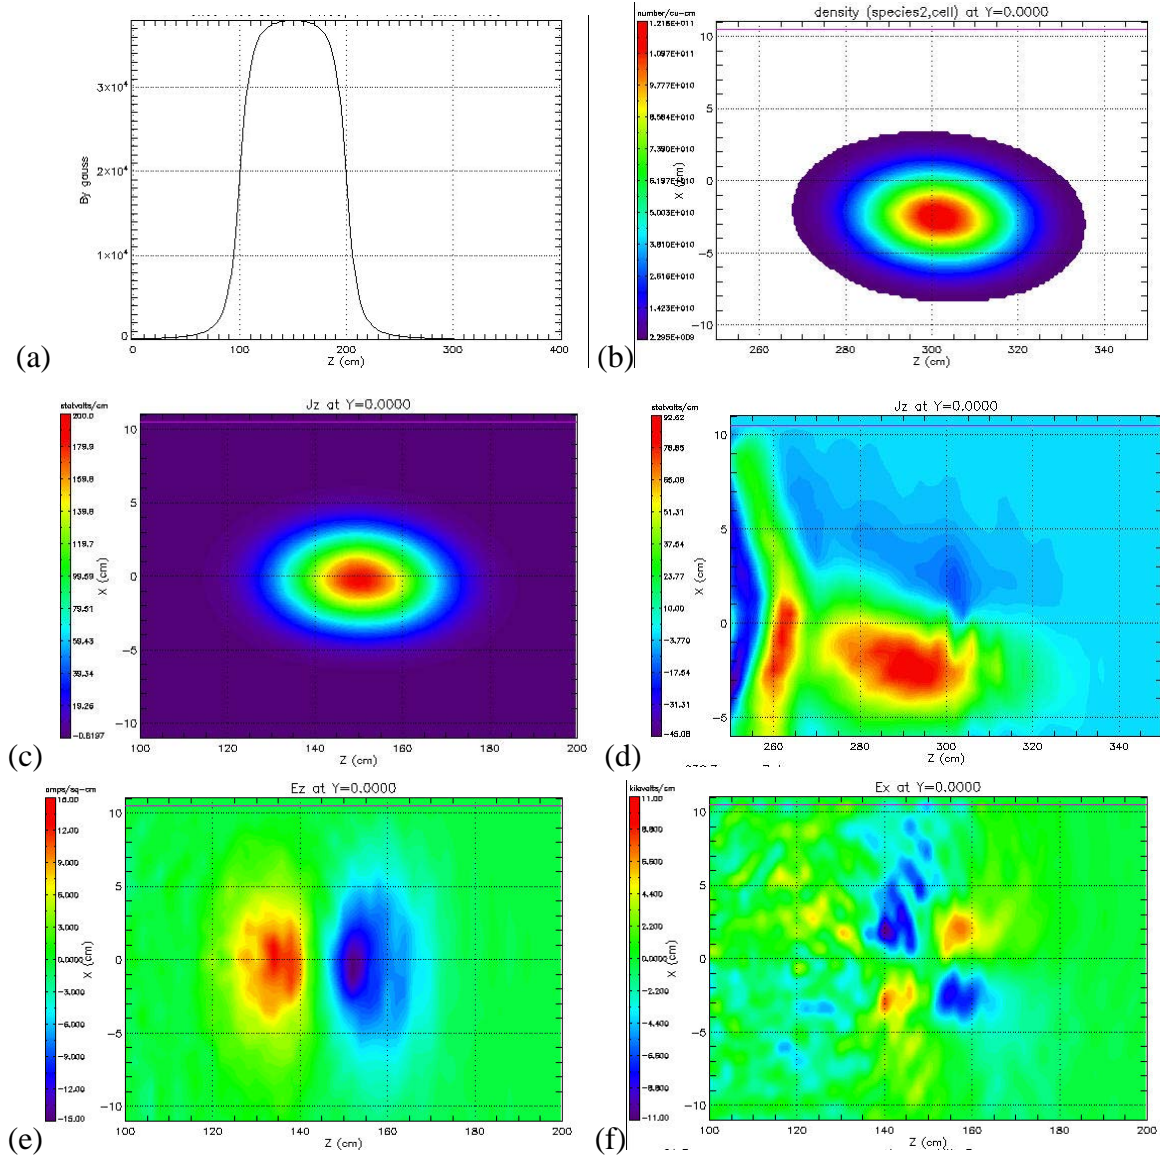 3×10⁴
2×10⁴
1×10⁴
0
By gauss
0 100 200 300 400
Z (cm)
(a)
number/cu-cm
density (species2,cell) at Y=0.0000
1.097E+011
9.777E+010
8.584E+010
7.390E+010
6.197E+010
5.003E+010
3.810E+010
2.616E+010
1.423E+010
2.295E+009
10
5
0
-5
-10
X (cm)
260 280 300 320 340
Z (cm)
(b)
statvolts/cm
Jz at Y=0.0000
200.0
179.9
159.8
139.7
119.7
99.59
79.51
59.43
39.34
19.26
-0.8197
10
5
0
-5
-10
X (cm)
100 120 140 160 180 200
Z (cm)
(c)
statvolts/cm
Jz at Y=0.0000
92.62
78.85
65.08
51.31
37.54
23.77
10.00
-3.770
-17.54
-31.31
-45.08
10
5
0
-5
X (cm)
260 280 300 320 340
Z (cm)
(d)
amps/sq-cm
Ez at Y=0.0000
12.00
9.000
6.000
3.000
0.0000
-3.000
-6.000
-9.000
-12.00
-15.00
10
5
0
-5
-10
X (cm)
100 120 140 160 180 200
Z (cm)
(e)
kilovolts/cm
Ex at Y=0.0000
11.00
8.800
6.600
4.400
2.200
0.0000
-2.200
-4.400
-6.600
-8.800
-11.00
10
5
0
-5
-10
X (cm)
100 120 140 160 180 200
Z (cm)
(f)